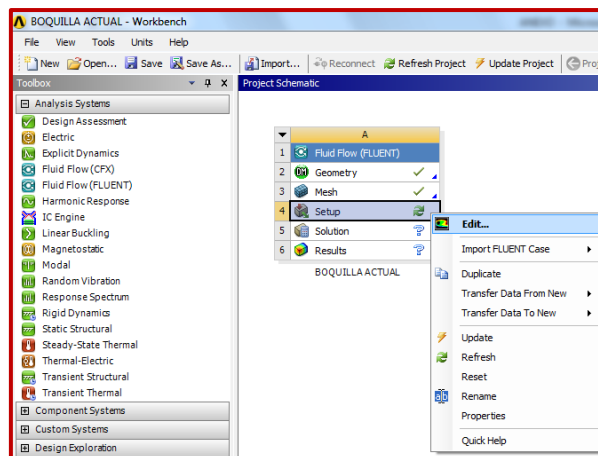 BOQUILLA ACTUAL - Workbench
File View Tools Units Help
New Open... Save Save As... Import... Reconnect Refresh Project Update Project
Toolbox
Project Schematic
Analysis Systems
Design Assessment
Electric
Explicit Dynamics
Fluid Flow (CFX)
Fluid Flow (FLUENT)
Harmonic Response
IC Engine
Linear Buckling
Magnetostatic
Modal
Random Vibration
Response Spectrum
Rigid Dynamics
Static Structural
Steady-State Thermal
Thermal-Electric
Transient Structural
Transient Thermal
Component Systems
Custom Systems
Design Exploration
A
1 Fluid Flow (FLUENT)
2 Geometry
3 Mesh
4 Setup
5 Solution ?
6 Results ?
BOQUILLA ACTUAL
Edit...
Import FLUENT Case
Duplicate
Transfer Data From New
Transfer Data To New
Update
Refresh
Reset
Rename
Properties
Quick Help